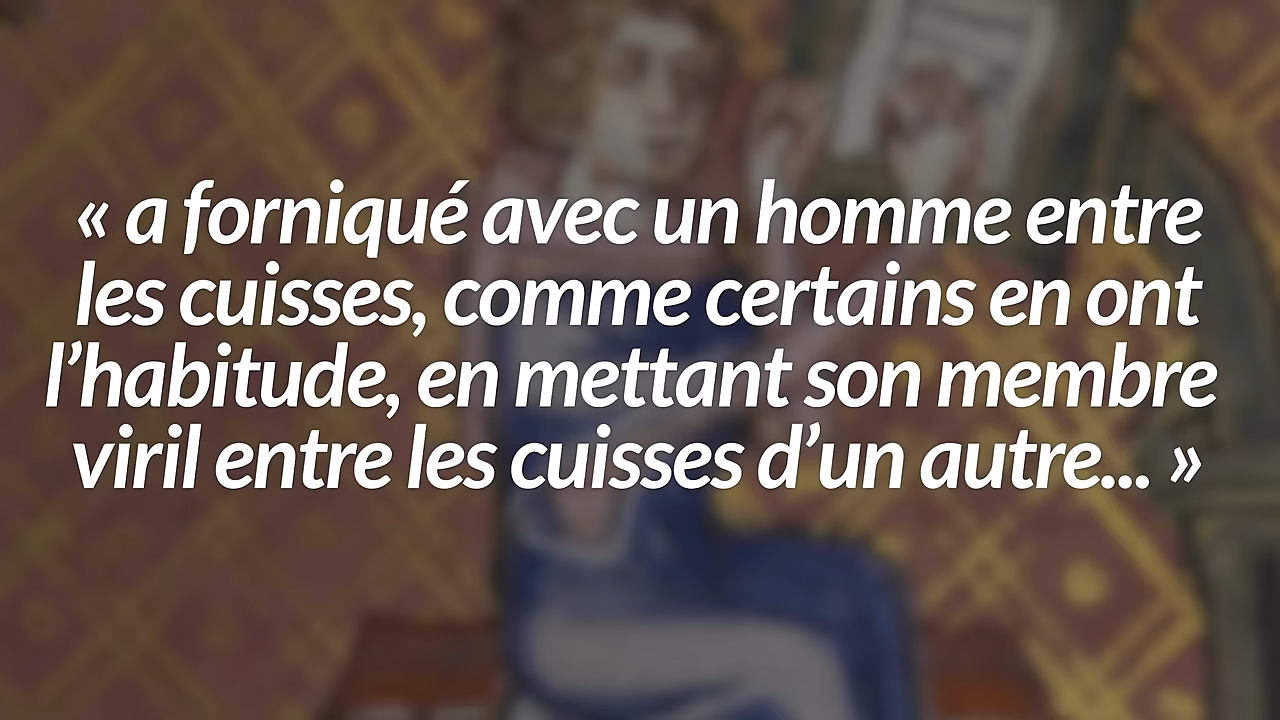 « a forniqué avec un homme entre
les cuisses, comme certains en ont
l’habitude, en mettant son membre
viril entre les cuisses d’un autre... »